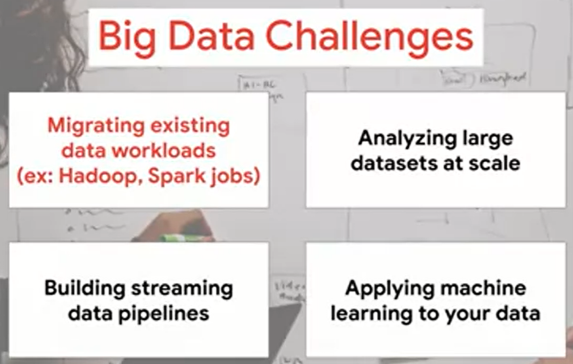 Big Data Challenges
Migrating existing
data workloads
(ex: Hadoop, Spark jobs)
Analyzing large
datasets at scale
Building streaming
data pipelines
Applying machine
learning to your data